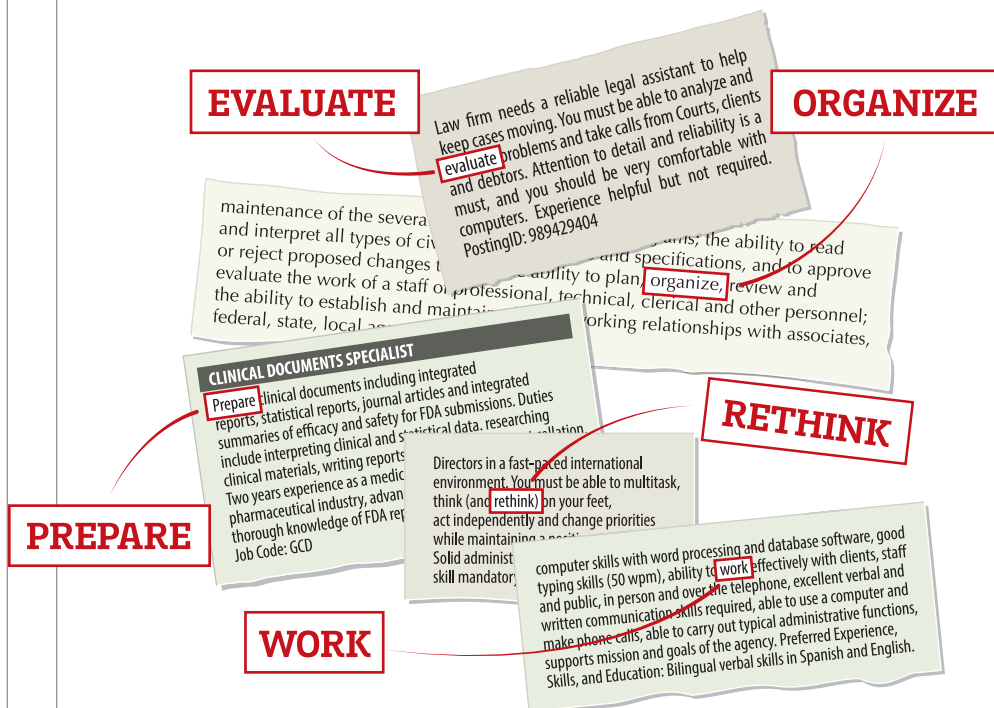 EVALUATE
ORGANIZE
Law firm needs a reliable legal assistant to help
keep cases moving. You must be able to analyze and
evaluate problems and take calls from Courts, clients
and debtors. Attention to detail and reliability is a
must, and you should be very comfortable with
computers. Experience helpful but not required.
PostingID: 989429404
maintenance of the several the ability to read
and interpret all types of and specifications, and to approve
or reject proposed changes ability to plan, organize, review and
evaluate the work of a staff of professional, technical, clerical and other personnel;
the ability to establish and maintain working relationships with associates,
federal, state, local
CLINICAL DOCUMENTS SPECIALIST
Prepare clinical documents including integrated
reports, statistical reports, journal articles and integrated
summaries of efficacy and safety for FDA submissions. Duties
include interpreting clinical and statistical data, researching
clinical materials, writing reports
Two years experience as a
pharmaceutical industry,
thorough knowledge of FDA
Job Code: GCD
RETHINK
Directors in a fast-paced international
environment. You must be able to multitask,
think (and rethink) on your feet,
act independently and change priorities
while maintaining a
Solid
skill mandatory
PREPARE
computer skills with word processing and database software, good
typing skills (50 wpm), ability to work effectively with clients, staff
and public, in person and over the telephone, excellent verbal and
written communication skills required, able to use a computer and
make phone calls, able to carry out typical administrative functions,
supports mission and goals of the agency. Preferred Experience,
Skills, and Education: Bilingual verbal skills in Spanish and English.
WORK